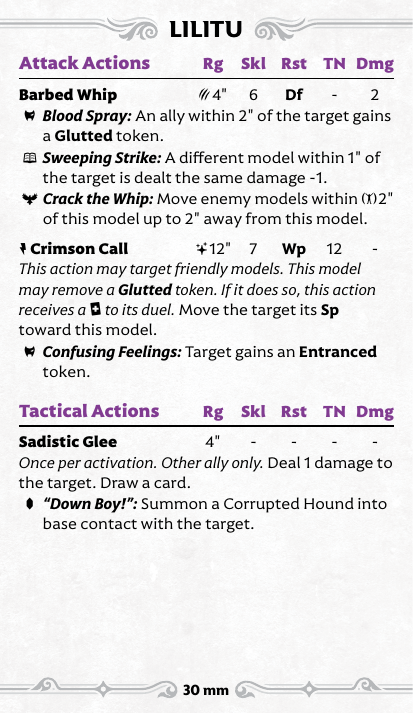 LILITU
Attack Actions Rg Skl Rst TN Dmg
Barbed Whip 4" 6 Df - 2
Blood Spray: An ally within 2" of the target gains
a Glutted token.
Sweeping Strike: A different model within 1" of
the target is dealt the same damage -1.
Crack the Whip: Move enemy models within 2"
of this model up to 2" away from this model.
Crimson Call 12" 7 Wp 12 -
This action may target friendly models. This model
may remove a Glutted token. If it does so, this action
receives a to its duel. Move the target its Sp
toward this model.
Confusing Feelings: Target gains an Entranced
token.
Tactical Actions Rg Skl Rst TN Dmg
Sadistic Glee 4" - - - -
Once per activation. Other ally only. Deal 1 damage to
the target. Draw a card.
“Down Boy!”: Summon a Corrupted Hound into
base contact with the target.
30 mm